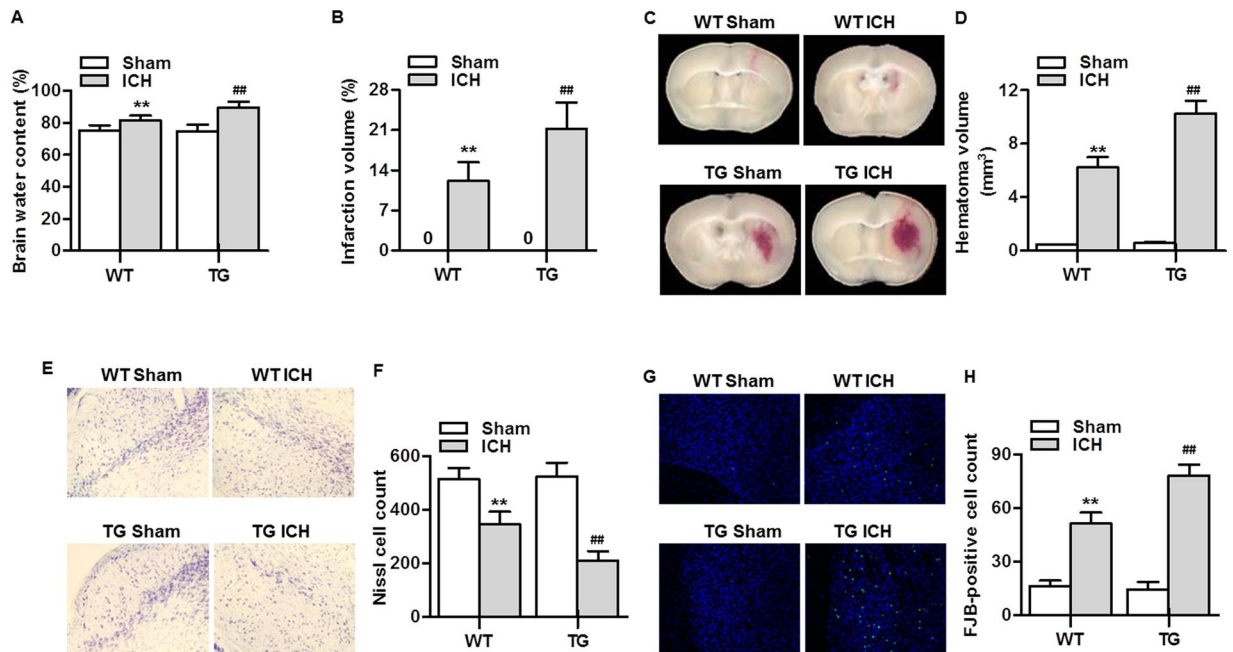 A
Sham
ICH
Brain water content (%)
100
80
60
40
20
0
**
##
WT
TG
B
Sham
ICH
Infarction volume (%)
28
21
14
7
0
0
**
0
##
WT
TG
C
WT Sham
WT ICH
TG Sham
TG ICH
D
Sham
ICH
Hematoma volume
(mm3)
12
8
4
0
**
##
WT
TG
E
WT Sham
WT ICH
TG Sham
TG ICH
F
Sham
ICH
Nissl cell count
600
400
200
0
**
##
WT
TG
G
WT Sham
WT ICH
TG Sham
TG ICH
H
Sham
ICH
FJB-positive cell count
90
60
30
0
**
##
WT
TG